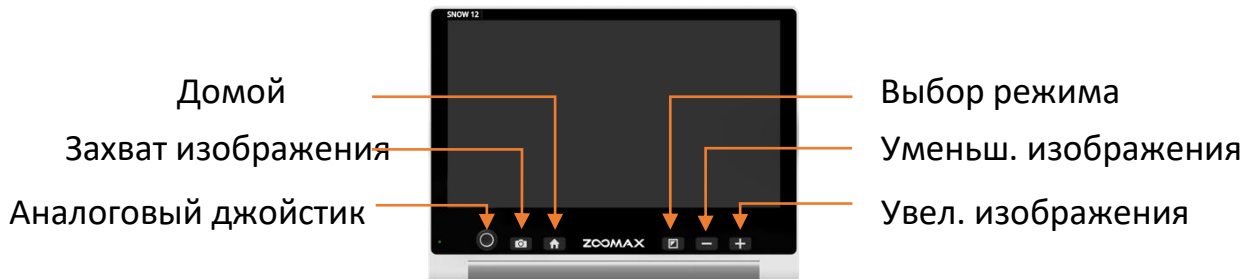 SNOW 12
Домой
Выбор режима
Захват изображения
Уменьш. изображения
Аналоговый джойстик
Увел. изображения
ZOOMAX